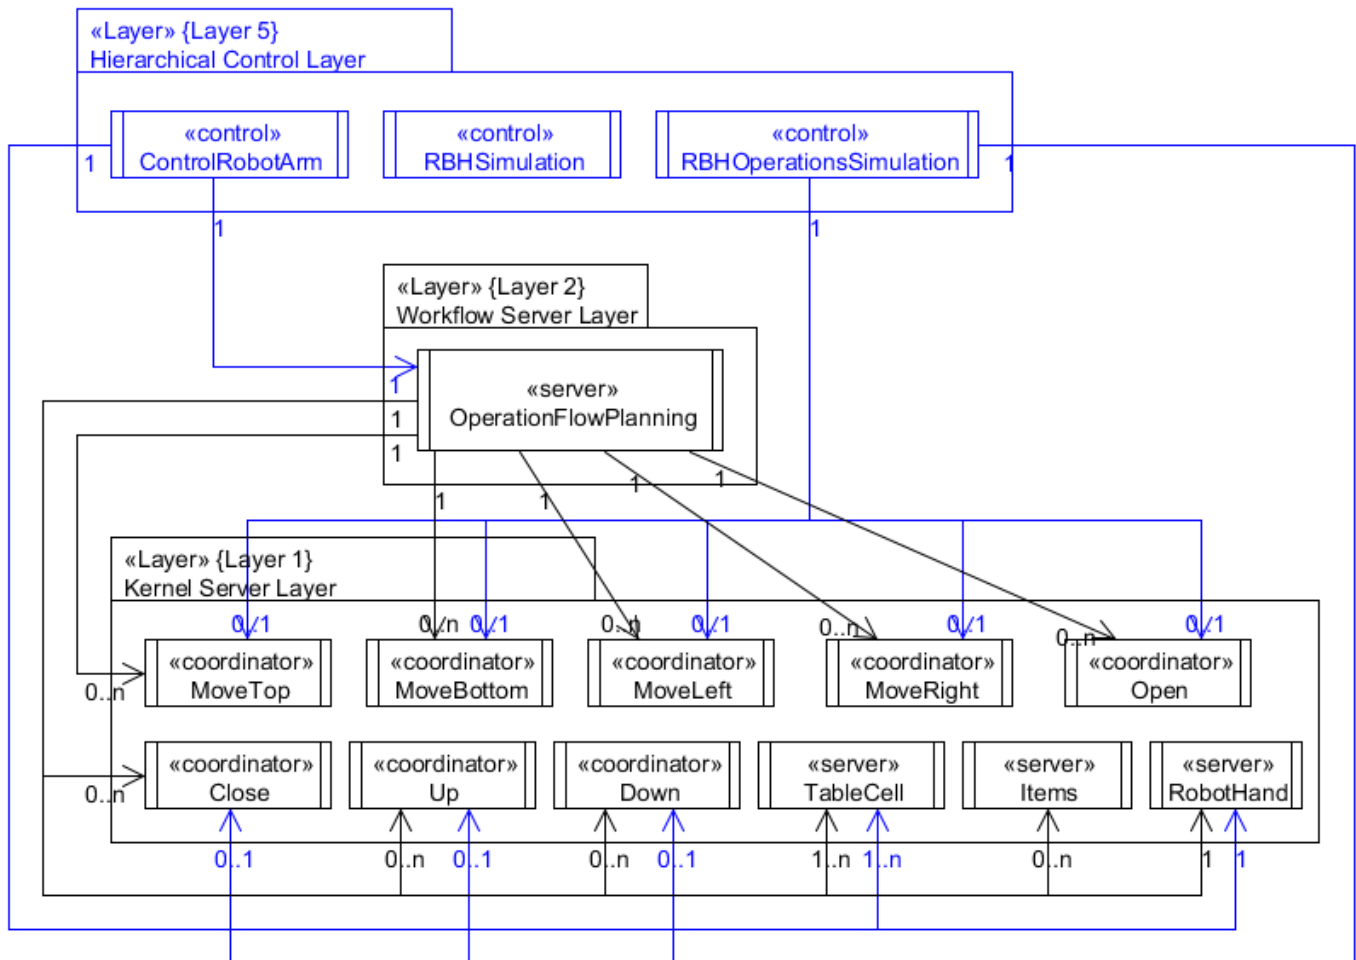 «Layer» {Layer 5}
Hierarchical Control Layer
«control»
ControlRobotArm
«control»
RBHSimulation
«control»
RBHOperationsSimulation
1
1
1
1
«Layer» {Layer 2}
Workflow Server Layer
«server»
OperationFlowPlanning
1
1
1
1
1
1
1
«Layer» {Layer 1}
Kernel Server Layer
0..1
0..n
0..1
0..n
0..1
0..n
0..1
0..n
0..1
«coordinator»
MoveTop
«coordinator»
MoveBottom
«coordinator»
MoveLeft
«coordinator»
MoveRight
«coordinator»
Open
0..n
«coordinator»
Close
«coordinator»
Up
«coordinator»
Down
«server»
TableCell
«server»
Items
«server»
RobotHand
0..n
0..1
0..n
0..1
0..n
0..1
1..n
1..n
0..n
1
1